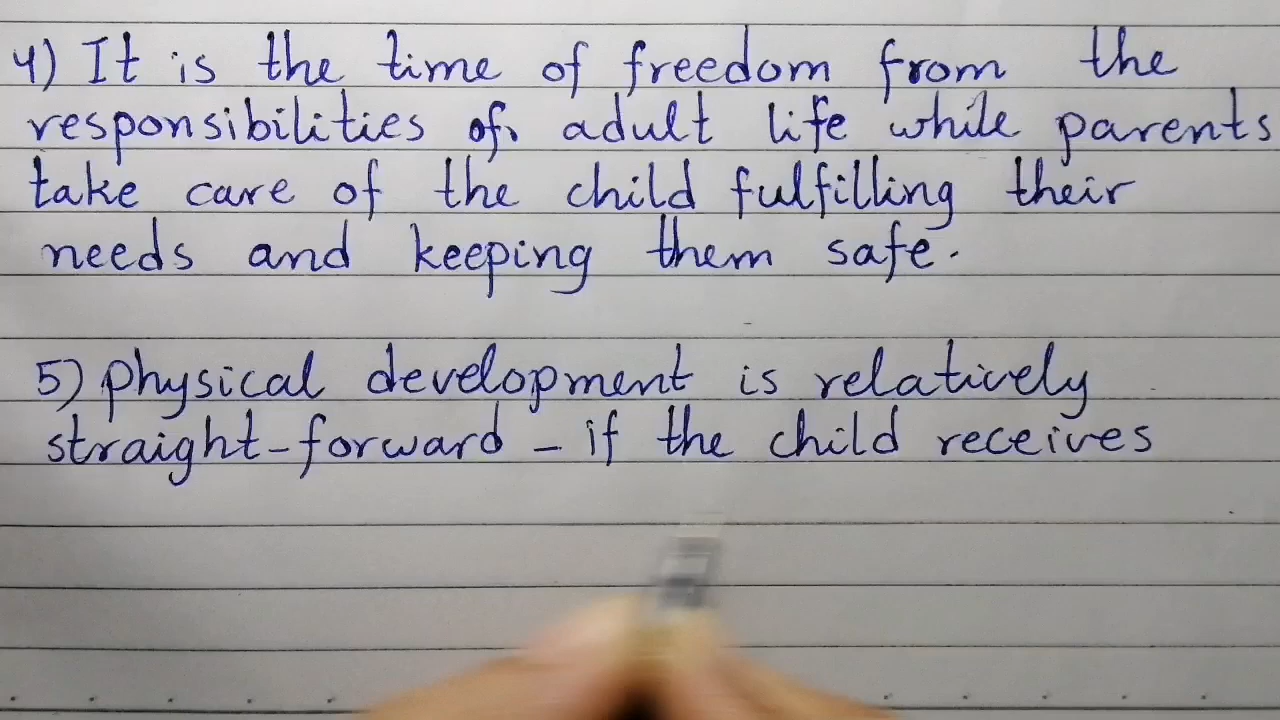 4) It is the time of freedom from the
responsibilities of adult life while parents
take care of the child fulfilling their
needs and keeping them safe.
5) Physical development is relatively
straight-forward - if the child receives